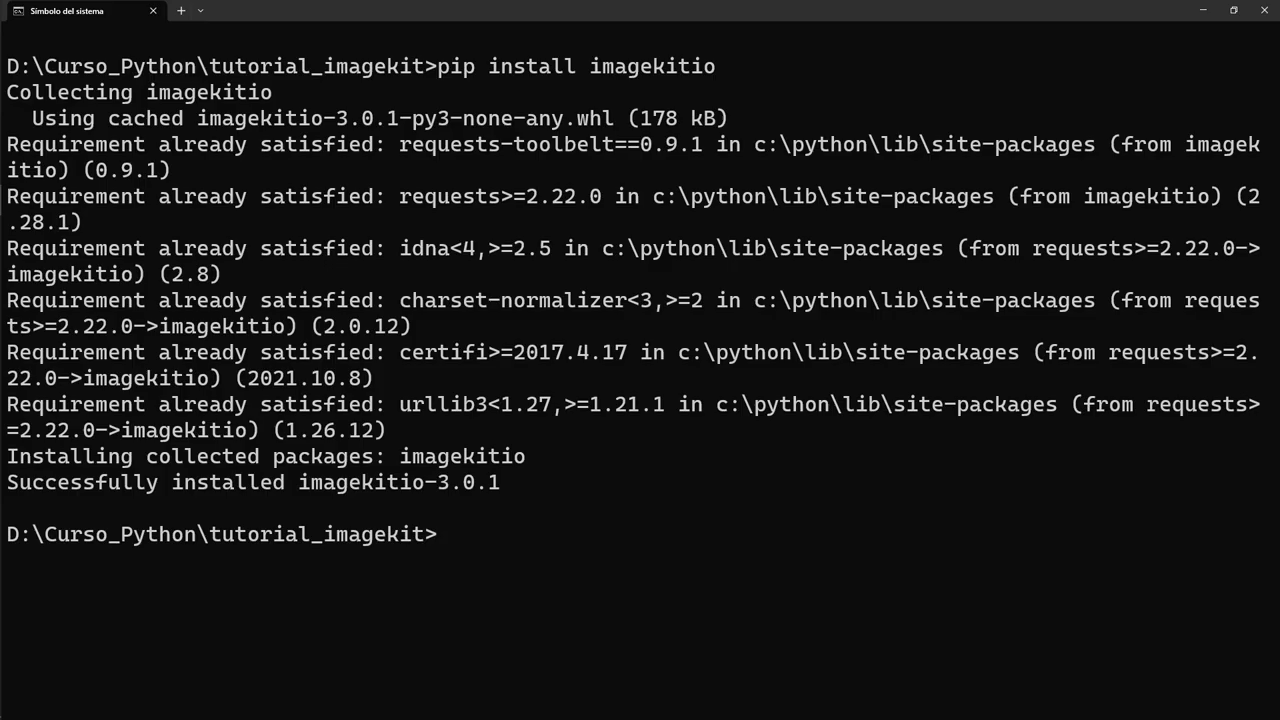 Símbolo del sistema
D:\Curso_Python\tutorial_imagekit>pip install imagekitio
Collecting imagekitio
  Using cached imagekitio-3.0.1-py3-none-any.whl (178 kB)
Requirement already satisfied: requests-toolbelt==0.9.1 in c:\python\lib\site-packages (from imagek
itio) (0.9.1)
Requirement already satisfied: requests>=2.22.0 in c:\python\lib\site-packages (from imagekitio) (2
.28.1)
Requirement already satisfied: idna<4,>=2.5 in c:\python\lib\site-packages (from requests>=2.22.0->
imagekitio) (2.8)
Requirement already satisfied: charset-normalizer<3,>=2 in c:\python\lib\site-packages (from reques
ts>=2.22.0->imagekitio) (2.0.12)
Requirement already satisfied: certifi>=2017.4.17 in c:\python\lib\site-packages (from requests>=2.
22.0->imagekitio) (2021.10.8)
Requirement already satisfied: urllib3<1.27,>=1.21.1 in c:\python\lib\site-packages (from requests>
=2.22.0->imagekitio) (1.26.12)
Installing collected packages: imagekitio
Successfully installed imagekitio-3.0.1
D:\Curso_Python\tutorial_imagekit>